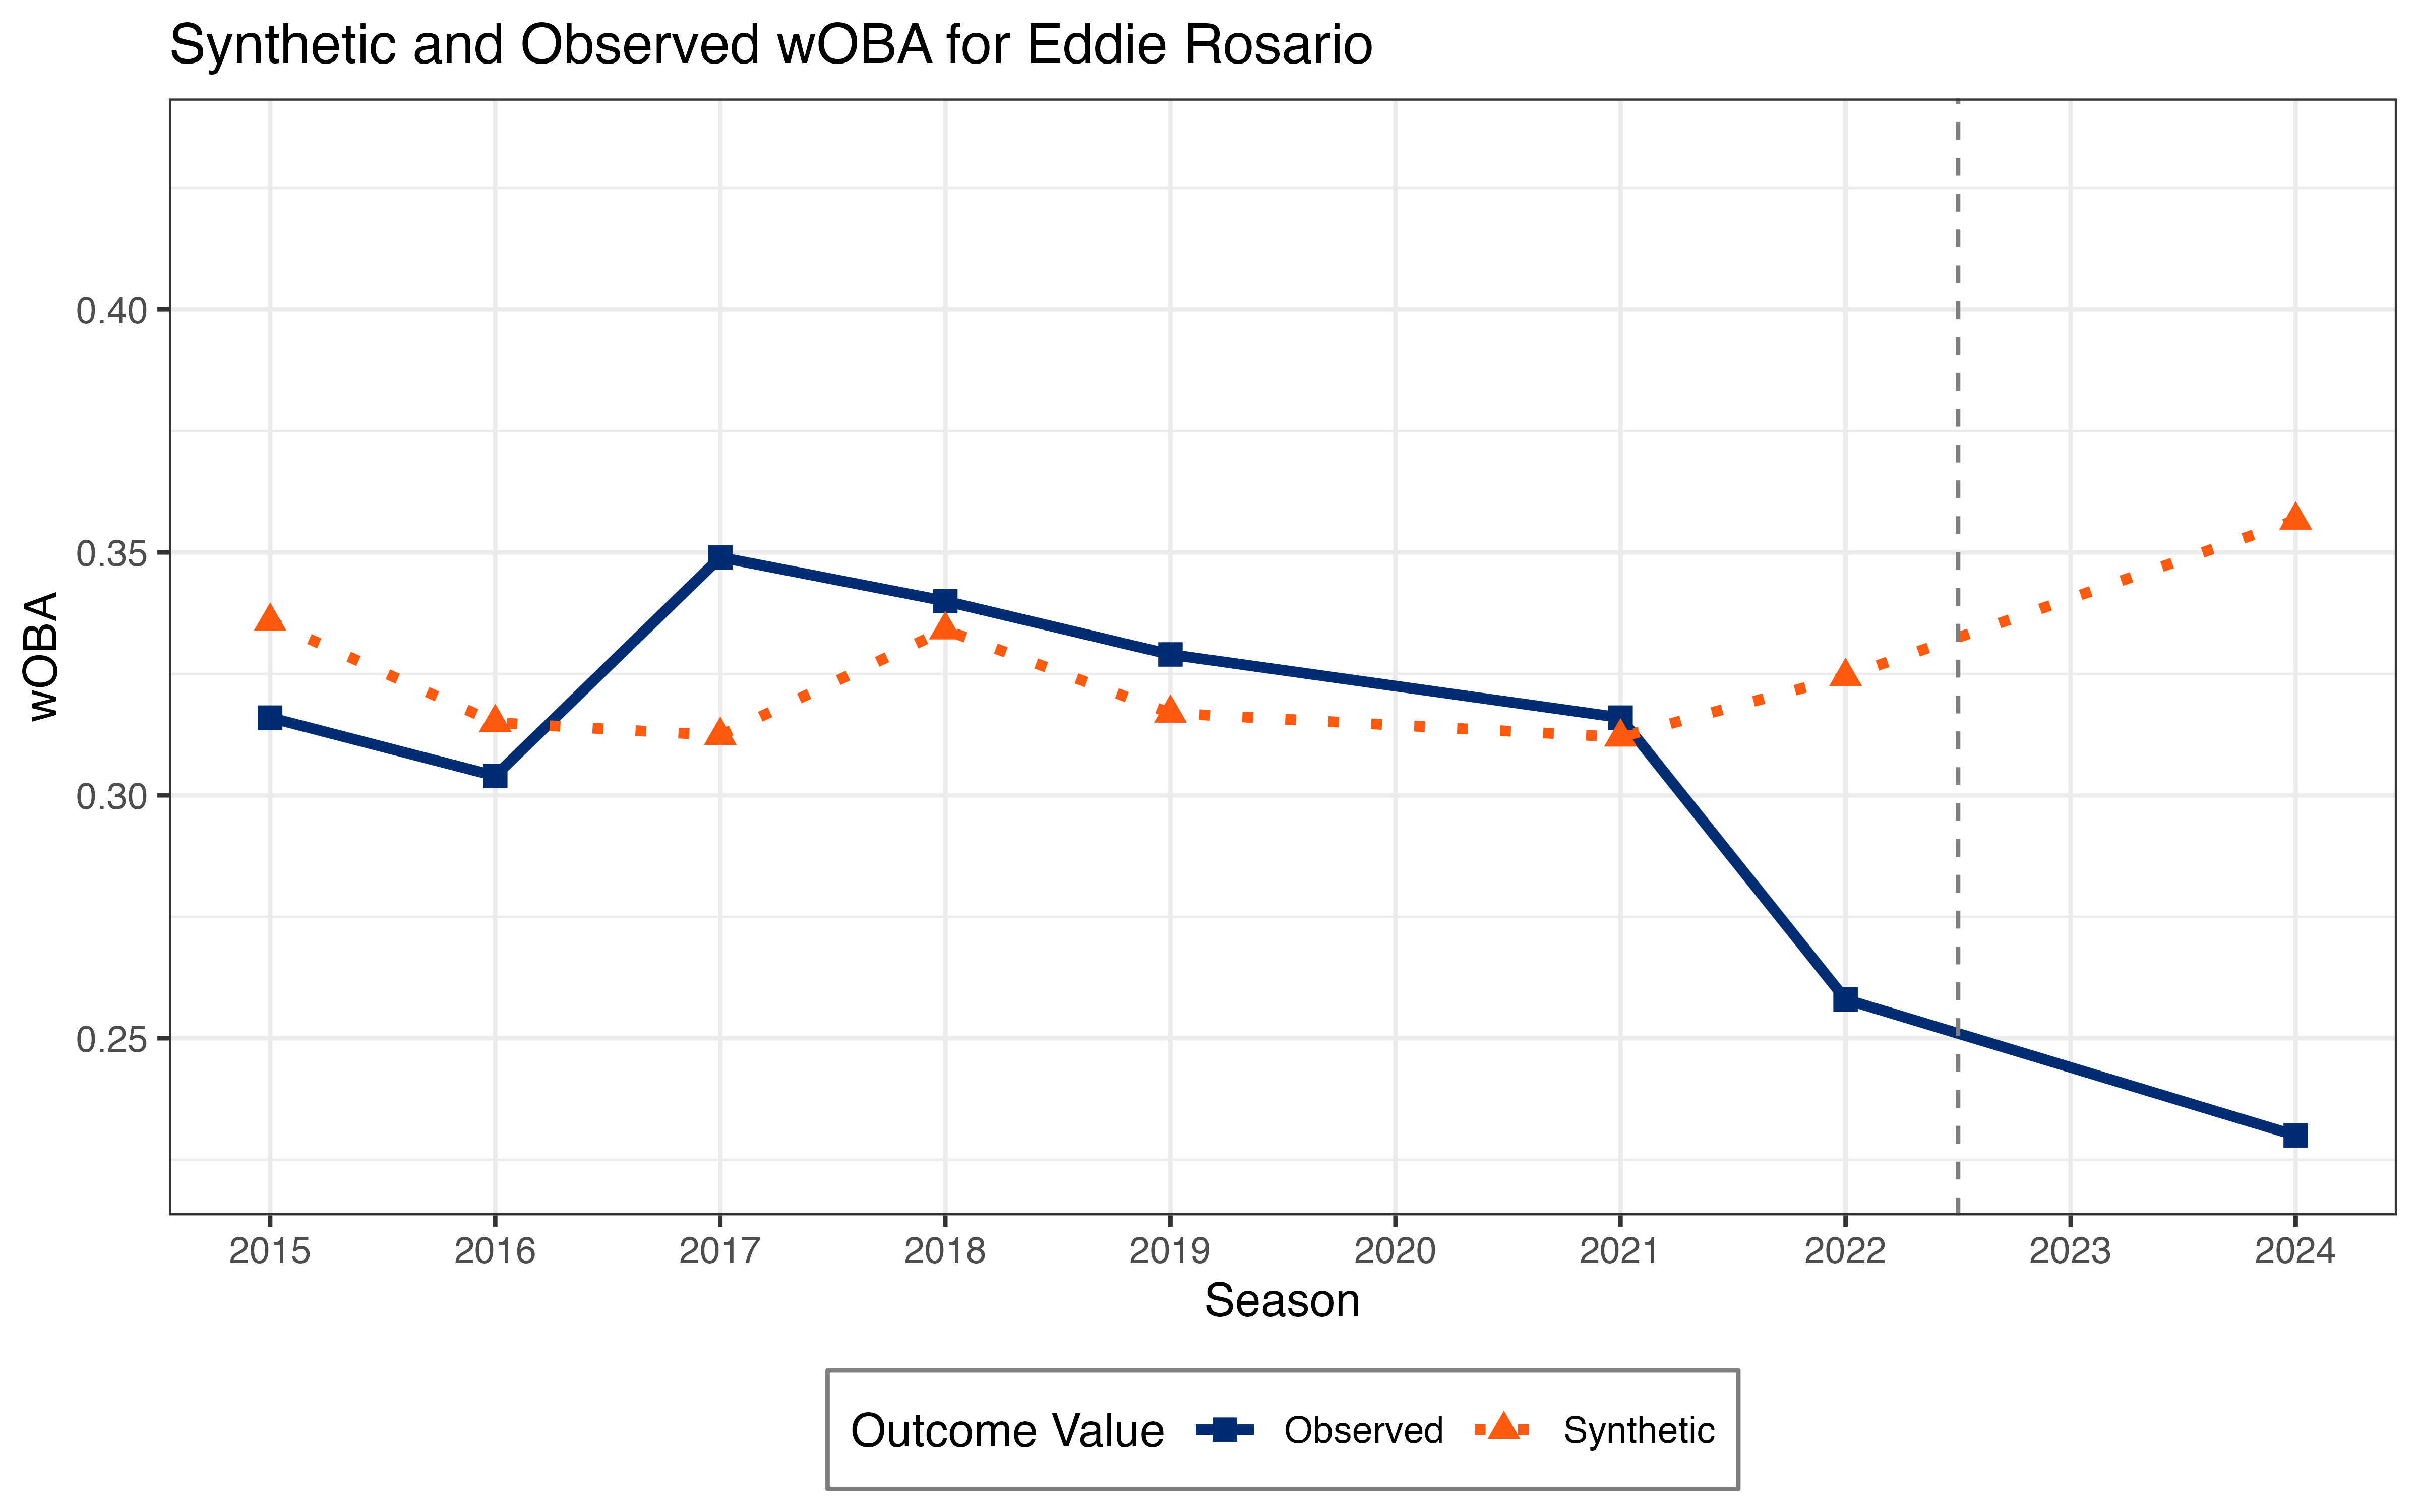 Synthetic and Observed wOBA for Eddie Rosario
wOBA
0.40
0.35
0.30
0.25
2015 2016 2017 2018 2019 2020 2021 2022 2023 2024
Season
Outcome Value Observed Synthetic